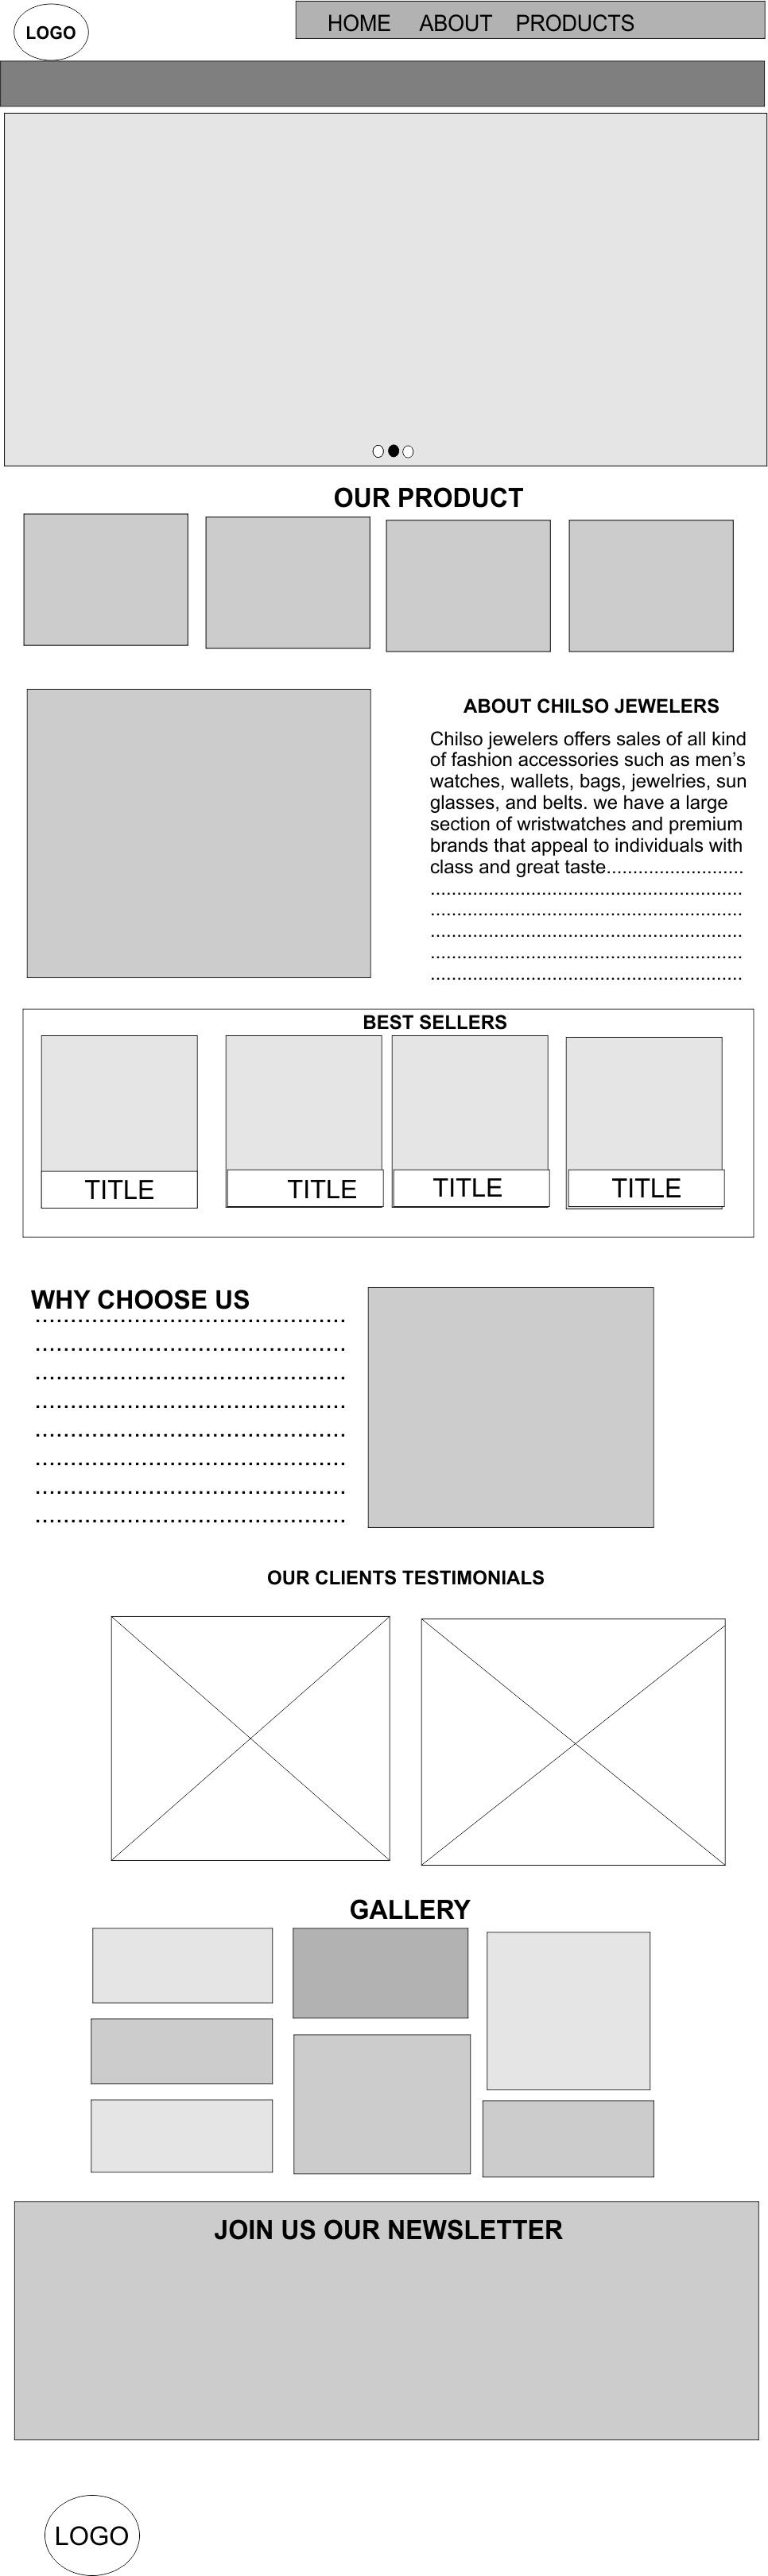 LOGO
HOME ABOUT PRODUCTS
OUR PRODUCT
ABOUT CHILSO JEWELERS
Chilso jewelers offers sales of all kind
of fashion accessories such as men’s
watches, wallets, bags, jewelries, sun
glasses, and belts. we have a large
section of wristwatches and premium
brands that appeal to individuals with
class and great taste.........................
.........................................................
.........................................................
.........................................................
.........................................................
.........................................................
BEST SELLERS
TITLE TITLE TITLE TITLE
WHY CHOOSE US
.............................................
.............................................
.............................................
.............................................
.............................................
.............................................
.............................................
.............................................
OUR CLIENTS TESTIMONIALS
GALLERY
JOIN US OUR NEWSLETTER
LOGO